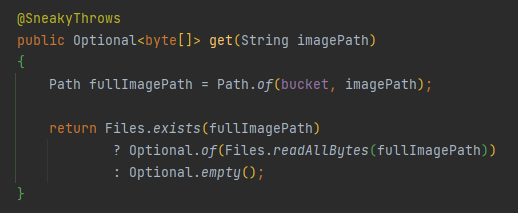 @SneakyThrows
public Optional<byte[]> get(String imagePath)
{
    Path fullImagePath = Path.of(bucket, imagePath);

    return Files.exists(fullImagePath)
            ? Optional.of(Files.readAllBytes(fullImagePath))
            : Optional.empty();
}